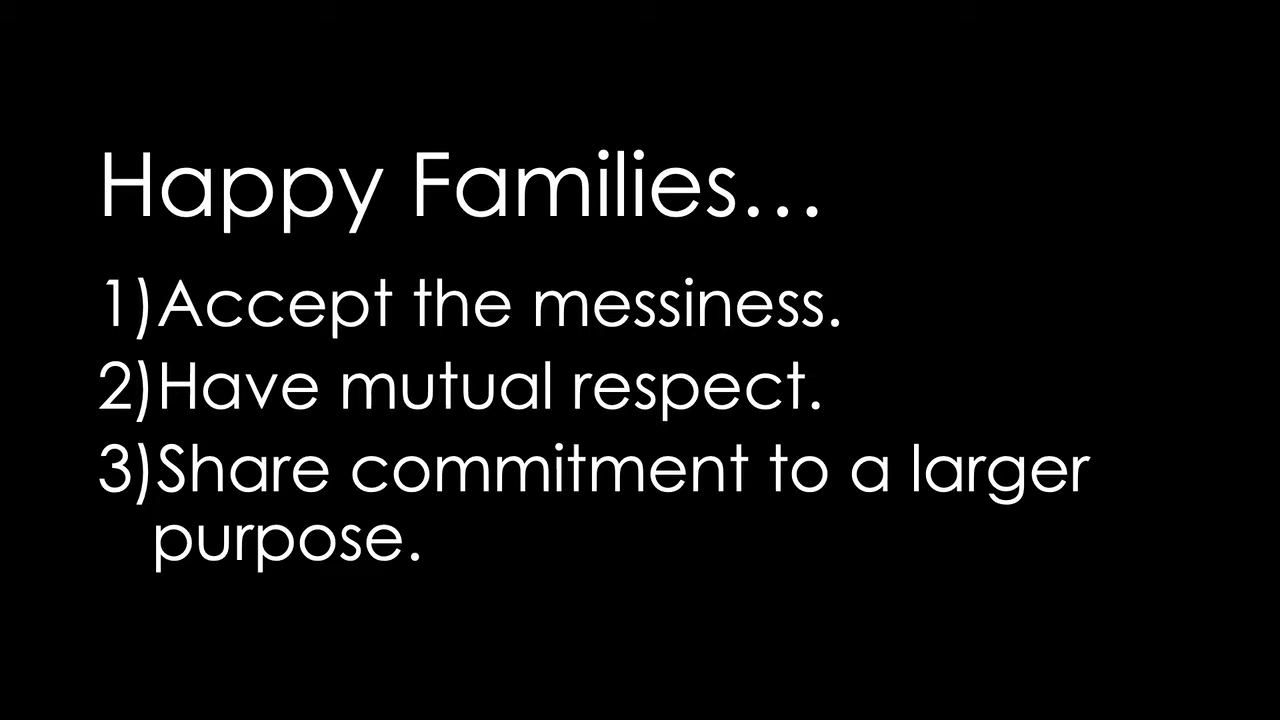 Happy Families...
1)Accept the messiness.
2)Have mutual respect.
3)Share commitment to a larger
purpose.